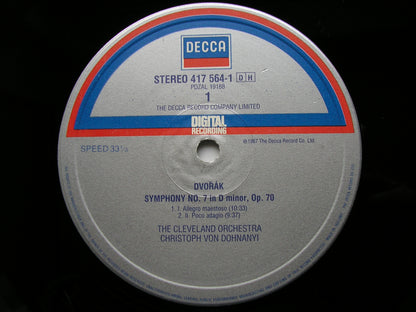 DECCA
STEREO 417 564-1 DH
PDZAL 19188
1
THE DECCA RECORD COMPANY LIMITED
DIGITAL
RECORDING
SPEED 33⅓
℗1987 The Decca Record Co. Ltd.
DVOŘÁK
SYMPHONY NO. 7 in D minor, Op. 70
1. I. Allegro maestoso (10:33)
2. II. Poco adagio (9:37)
THE CLEVELAND ORCHESTRA
CHRISTOPH VON DOHNANYI